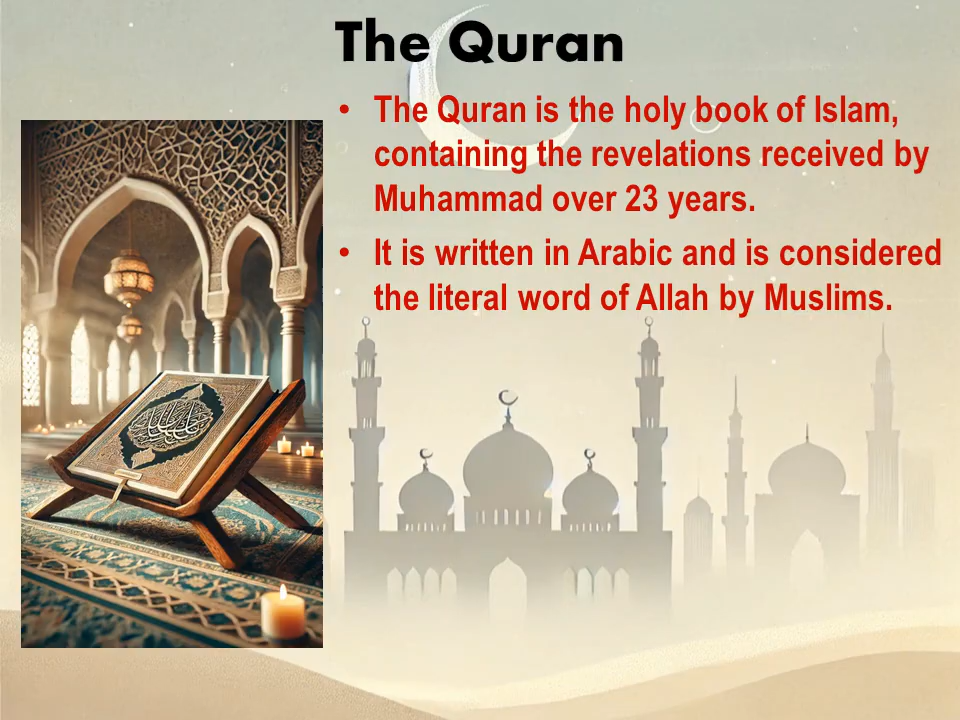 The Quran
• The Quran is the holy book of Islam,
containing the revelations received by
Muhammad over 23 years.
• It is written in Arabic and is considered
the literal word of Allah by Muslims.